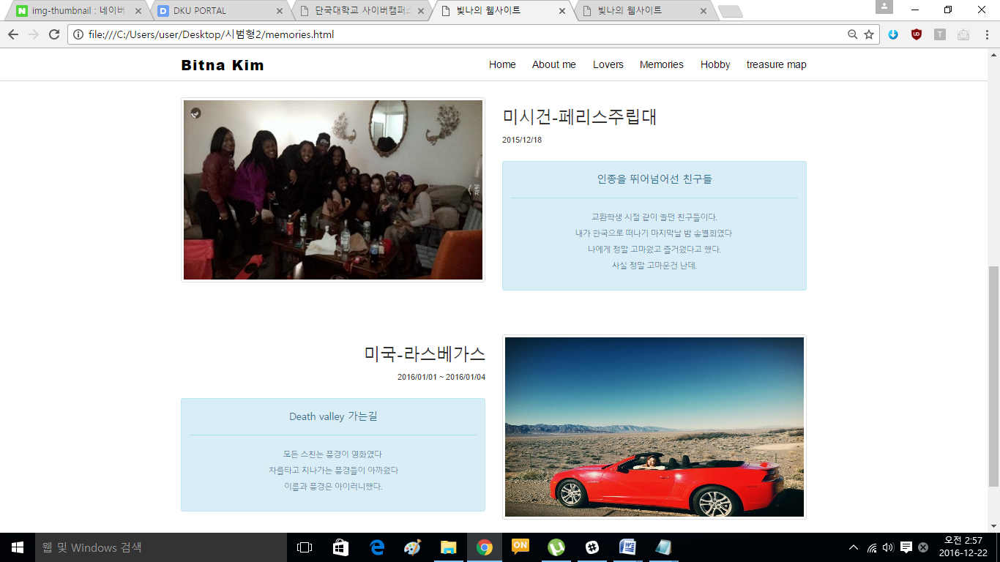 img-thumbnail : 네이버
DKU PORTAL
단국대학교 사이버캠퍼스
빛나의 웹사이트
빛나의 웹사이트
file:///C:/Users/user/Desktop/시범형2/memories.html
Bitna Kim
Home About me Lovers Memories Hobby treasure map
미시건-페리스주립대
2015/12/18
인종을 뛰어넘어선 친구들
교환학생 시절 같이 놀던 친구들이다.
내가 한국으로 떠나기 마지막날 밤 송별회였다
나에게 정말 고마웠고 즐거웠다고 했다.
사실 정말 고마운건 난데.
미국-라스베가스
2016/01/01 ~ 2016/01/04
Death valley 가는길
모든 스친는 풍경이 영화였다
차를타고 지나가는 풍경들이 아까웠다
이름과 풍경은 아이러니했다.
웹 및 Windows 검색
ON
오전 2:57
2016-12-22